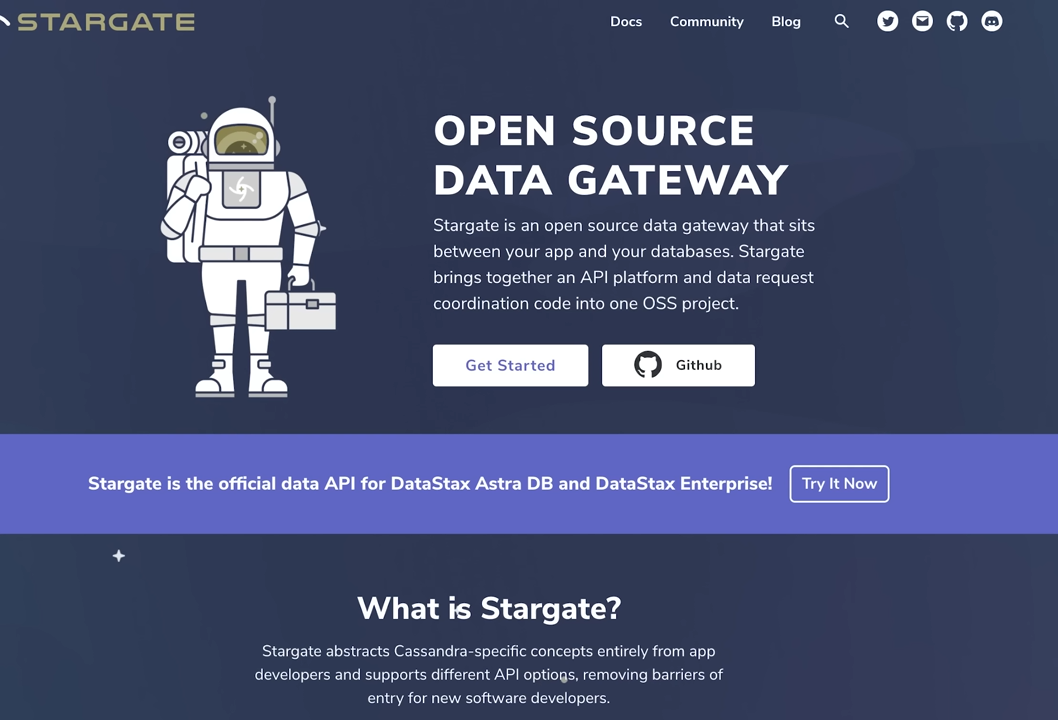 STARGATE
Docs Community Blog
OPEN SOURCE
DATA GATEWAY
Stargate is an open source data gateway that sits
between your app and your databases. Stargate
brings together an API platform and data request
coordination code into one OSS project.
Get Started Github
Stargate is the official data API for DataStax Astra DB and DataStax Enterprise! Try It Now
What is Stargate?
Stargate abstracts Cassandra-specific concepts entirely from app
developers and supports different API options, removing barriers of
entry for new software developers.